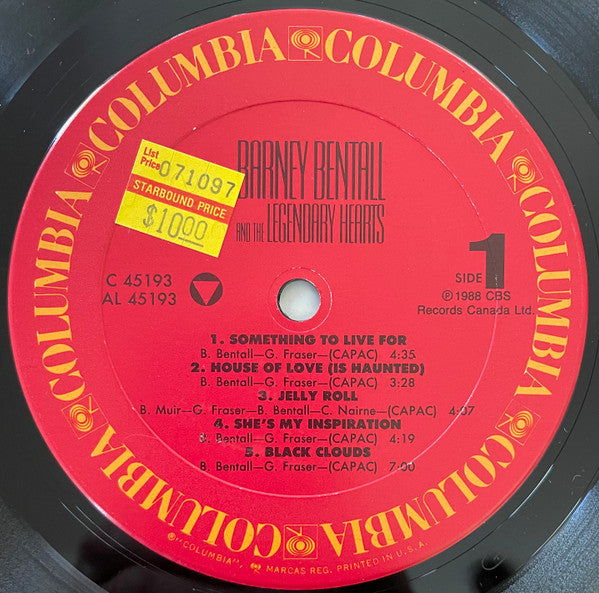 COLUMBIA COLUMBIA COLUMBIA COLUMBIA COLUMBIA COLUMBIA
List
Price 071097
STARBOUND PRICE
$10.00
BARNEY BENTALL
AND THE LEGENDARY HEARTS
C 45193
AL 45193
SIDE 1
℗ 1988 CBS
Records Canada Ltd.
1. SOMETHING TO LIVE FOR
B. Bentall—G. Fraser—(CAPAC) 4:35
2. HOUSE OF LOVE (IS HAUNTED)
B. Bentall—G. Fraser—(CAPAC) 3:28
3. JELLY ROLL
B. Muir—G. Fraser—B. Bentall—C. Nairne—(CAPAC) 4:07
4. SHE'S MY INSPIRATION
B. Bentall—G. Fraser—(CAPAC) 4:19
5. BLACK CLOUDS
B. Bentall—G. Fraser—(CAPAC) 7:00
℗"COLUMBIA", MARCAS REG. PRINTED IN U.S.A.